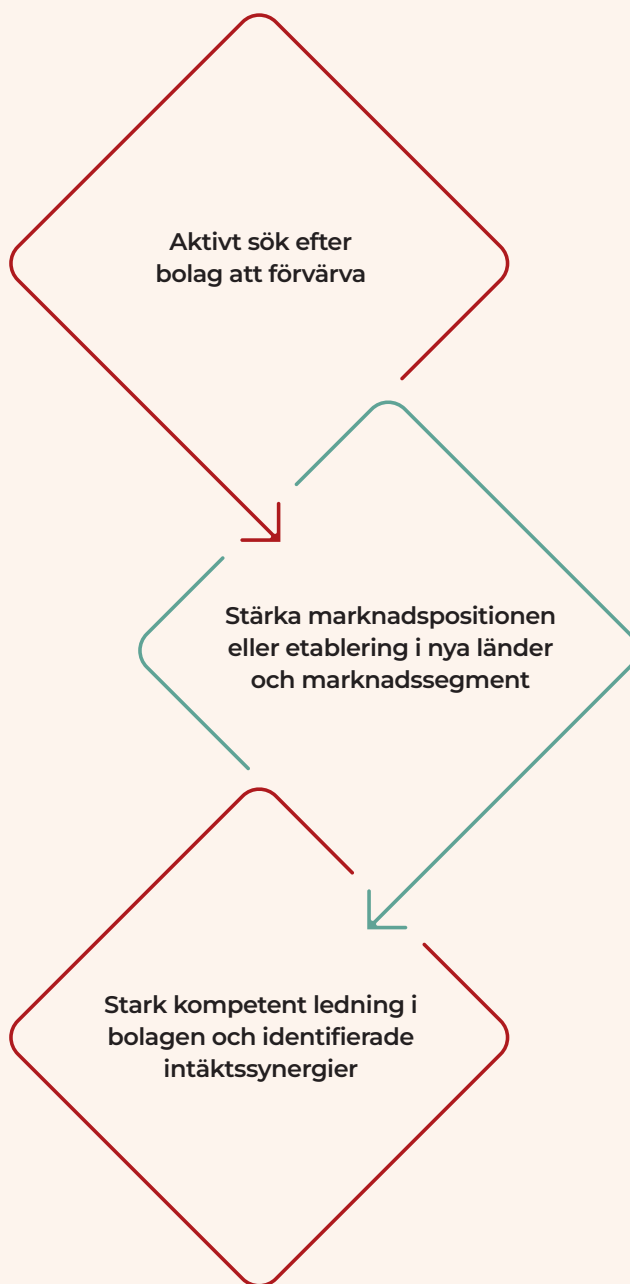 Aktivt sök efter
bolag att förvärva
Stärka marknadspositionen
eller etablering i nya länder
och marknadssegment
Stark kompetent ledning i
bolagen och identifierade
intäktssynergier